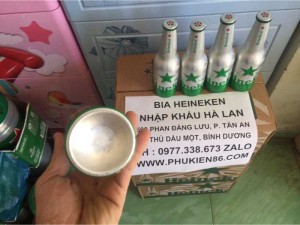 BIA HEINEKEN
NHẬP KHẨU HÀ LAN
PHAN ĐĂNG LƯU, P. TÂN AN
THỦ DẦU MỘT, BÌNH DƯƠNG
H : 0977.338.673 ZALO
WWW.PHUKIEN86.COM